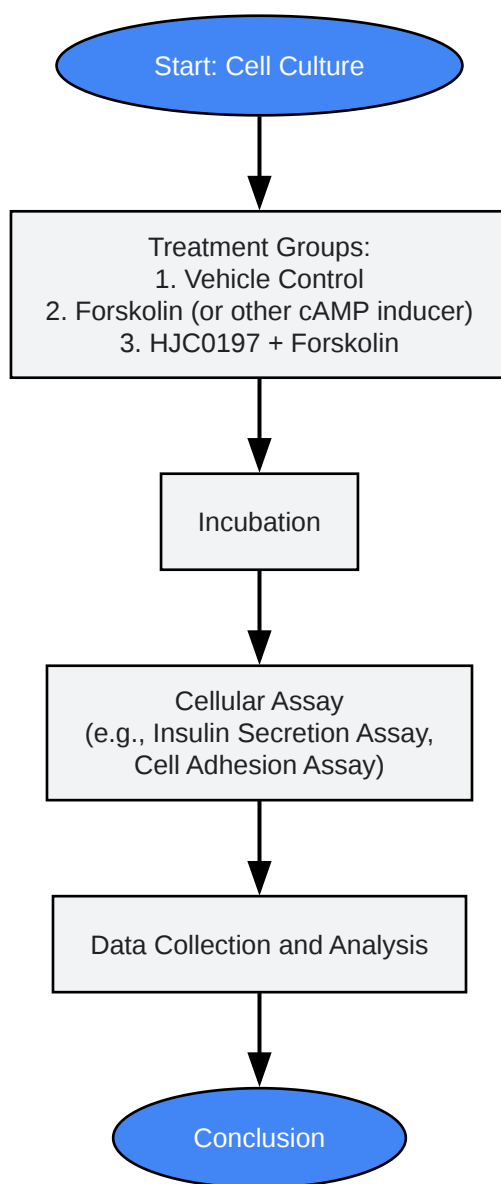 Start: Cell Culture
Treatment Groups:
1. Vehicle Control
2. Forskolin (or other cAMP inducer)
3. HJC0197 + Forskolin
Incubation
Cellular Assay
(e.g., Insulin Secretion Assay,
Cell Adhesion Assay)
Data Collection and Analysis
Conclusion